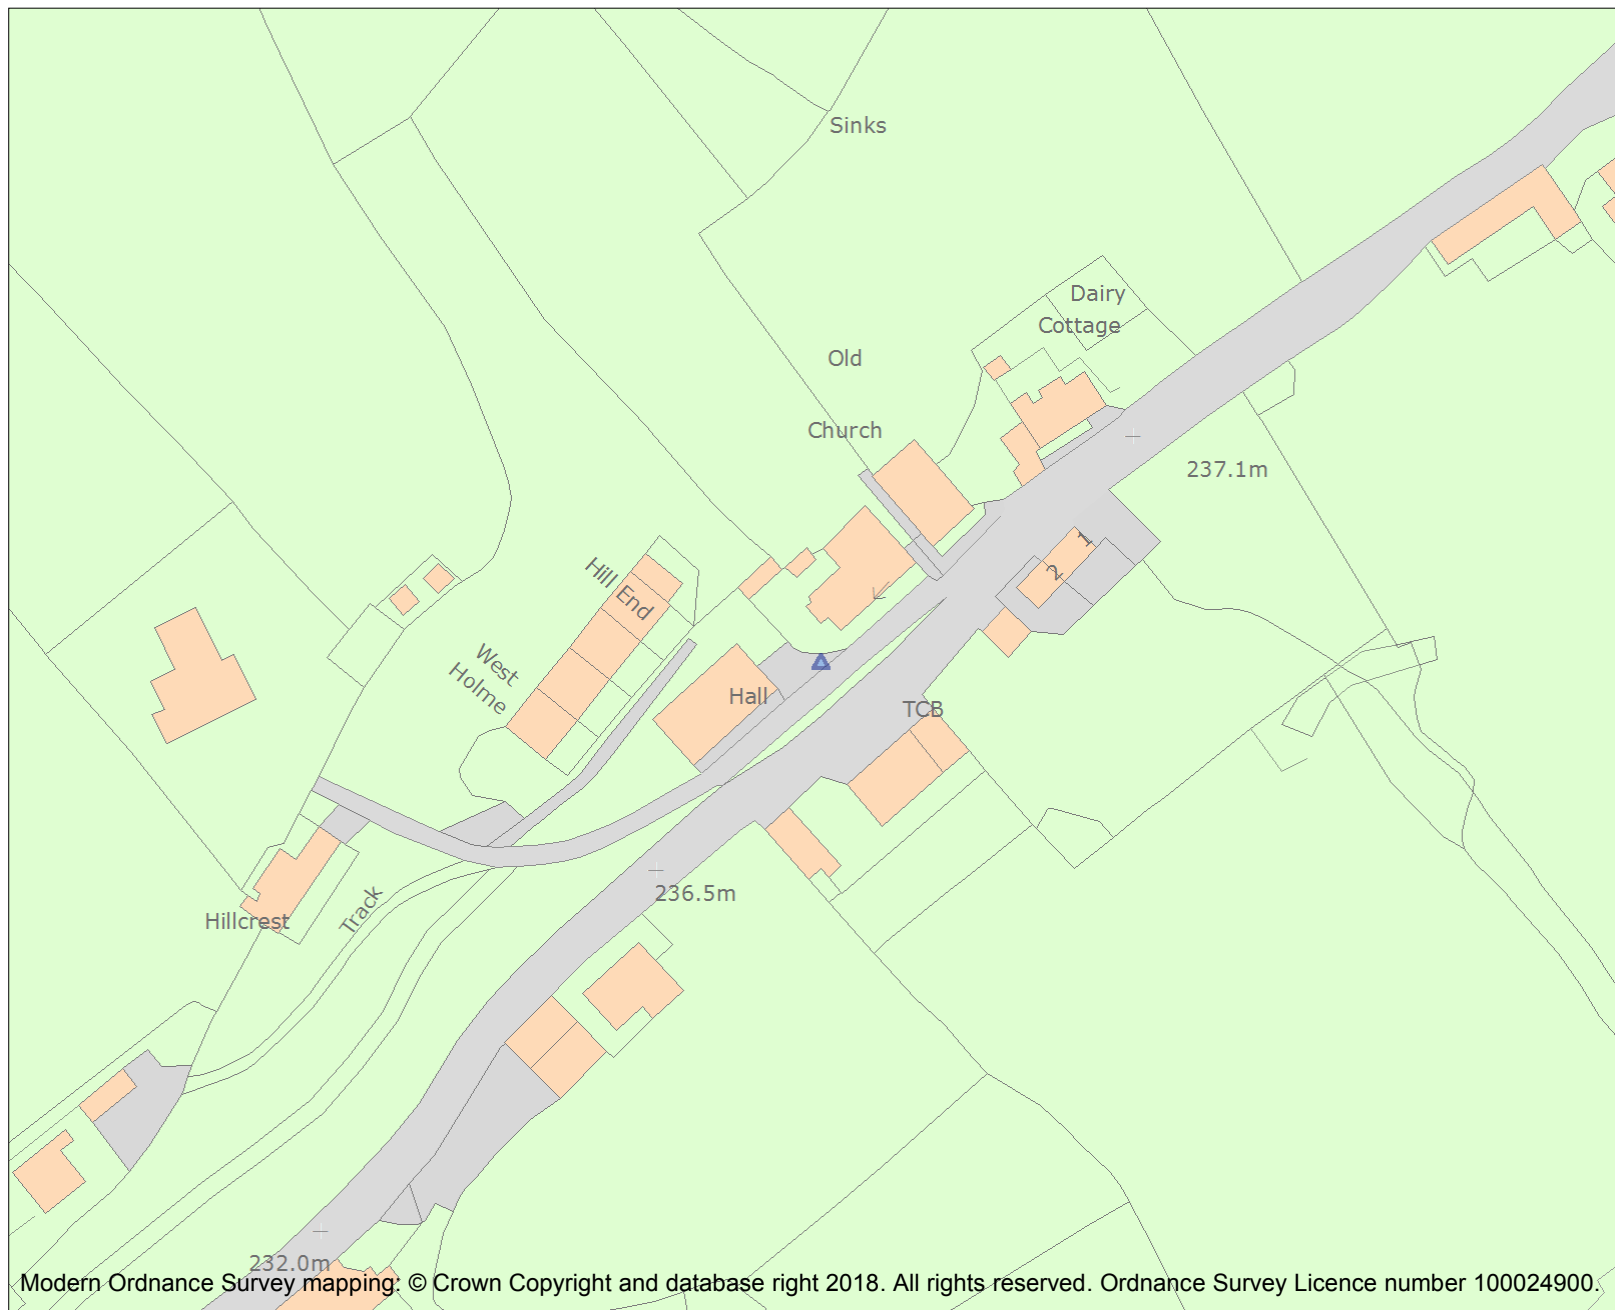 Sinks
Dairy
Cottage
Old
Church
237.1m
1
2
Hill End
West
Holme
Hall
TCB
236.5m
Hillcrest
Track
232.0m
Modern Ordnance Survey mapping: © Crown Copyright and database right 2018. All rights reserved. Ordnance Survey Licence number 100024900.